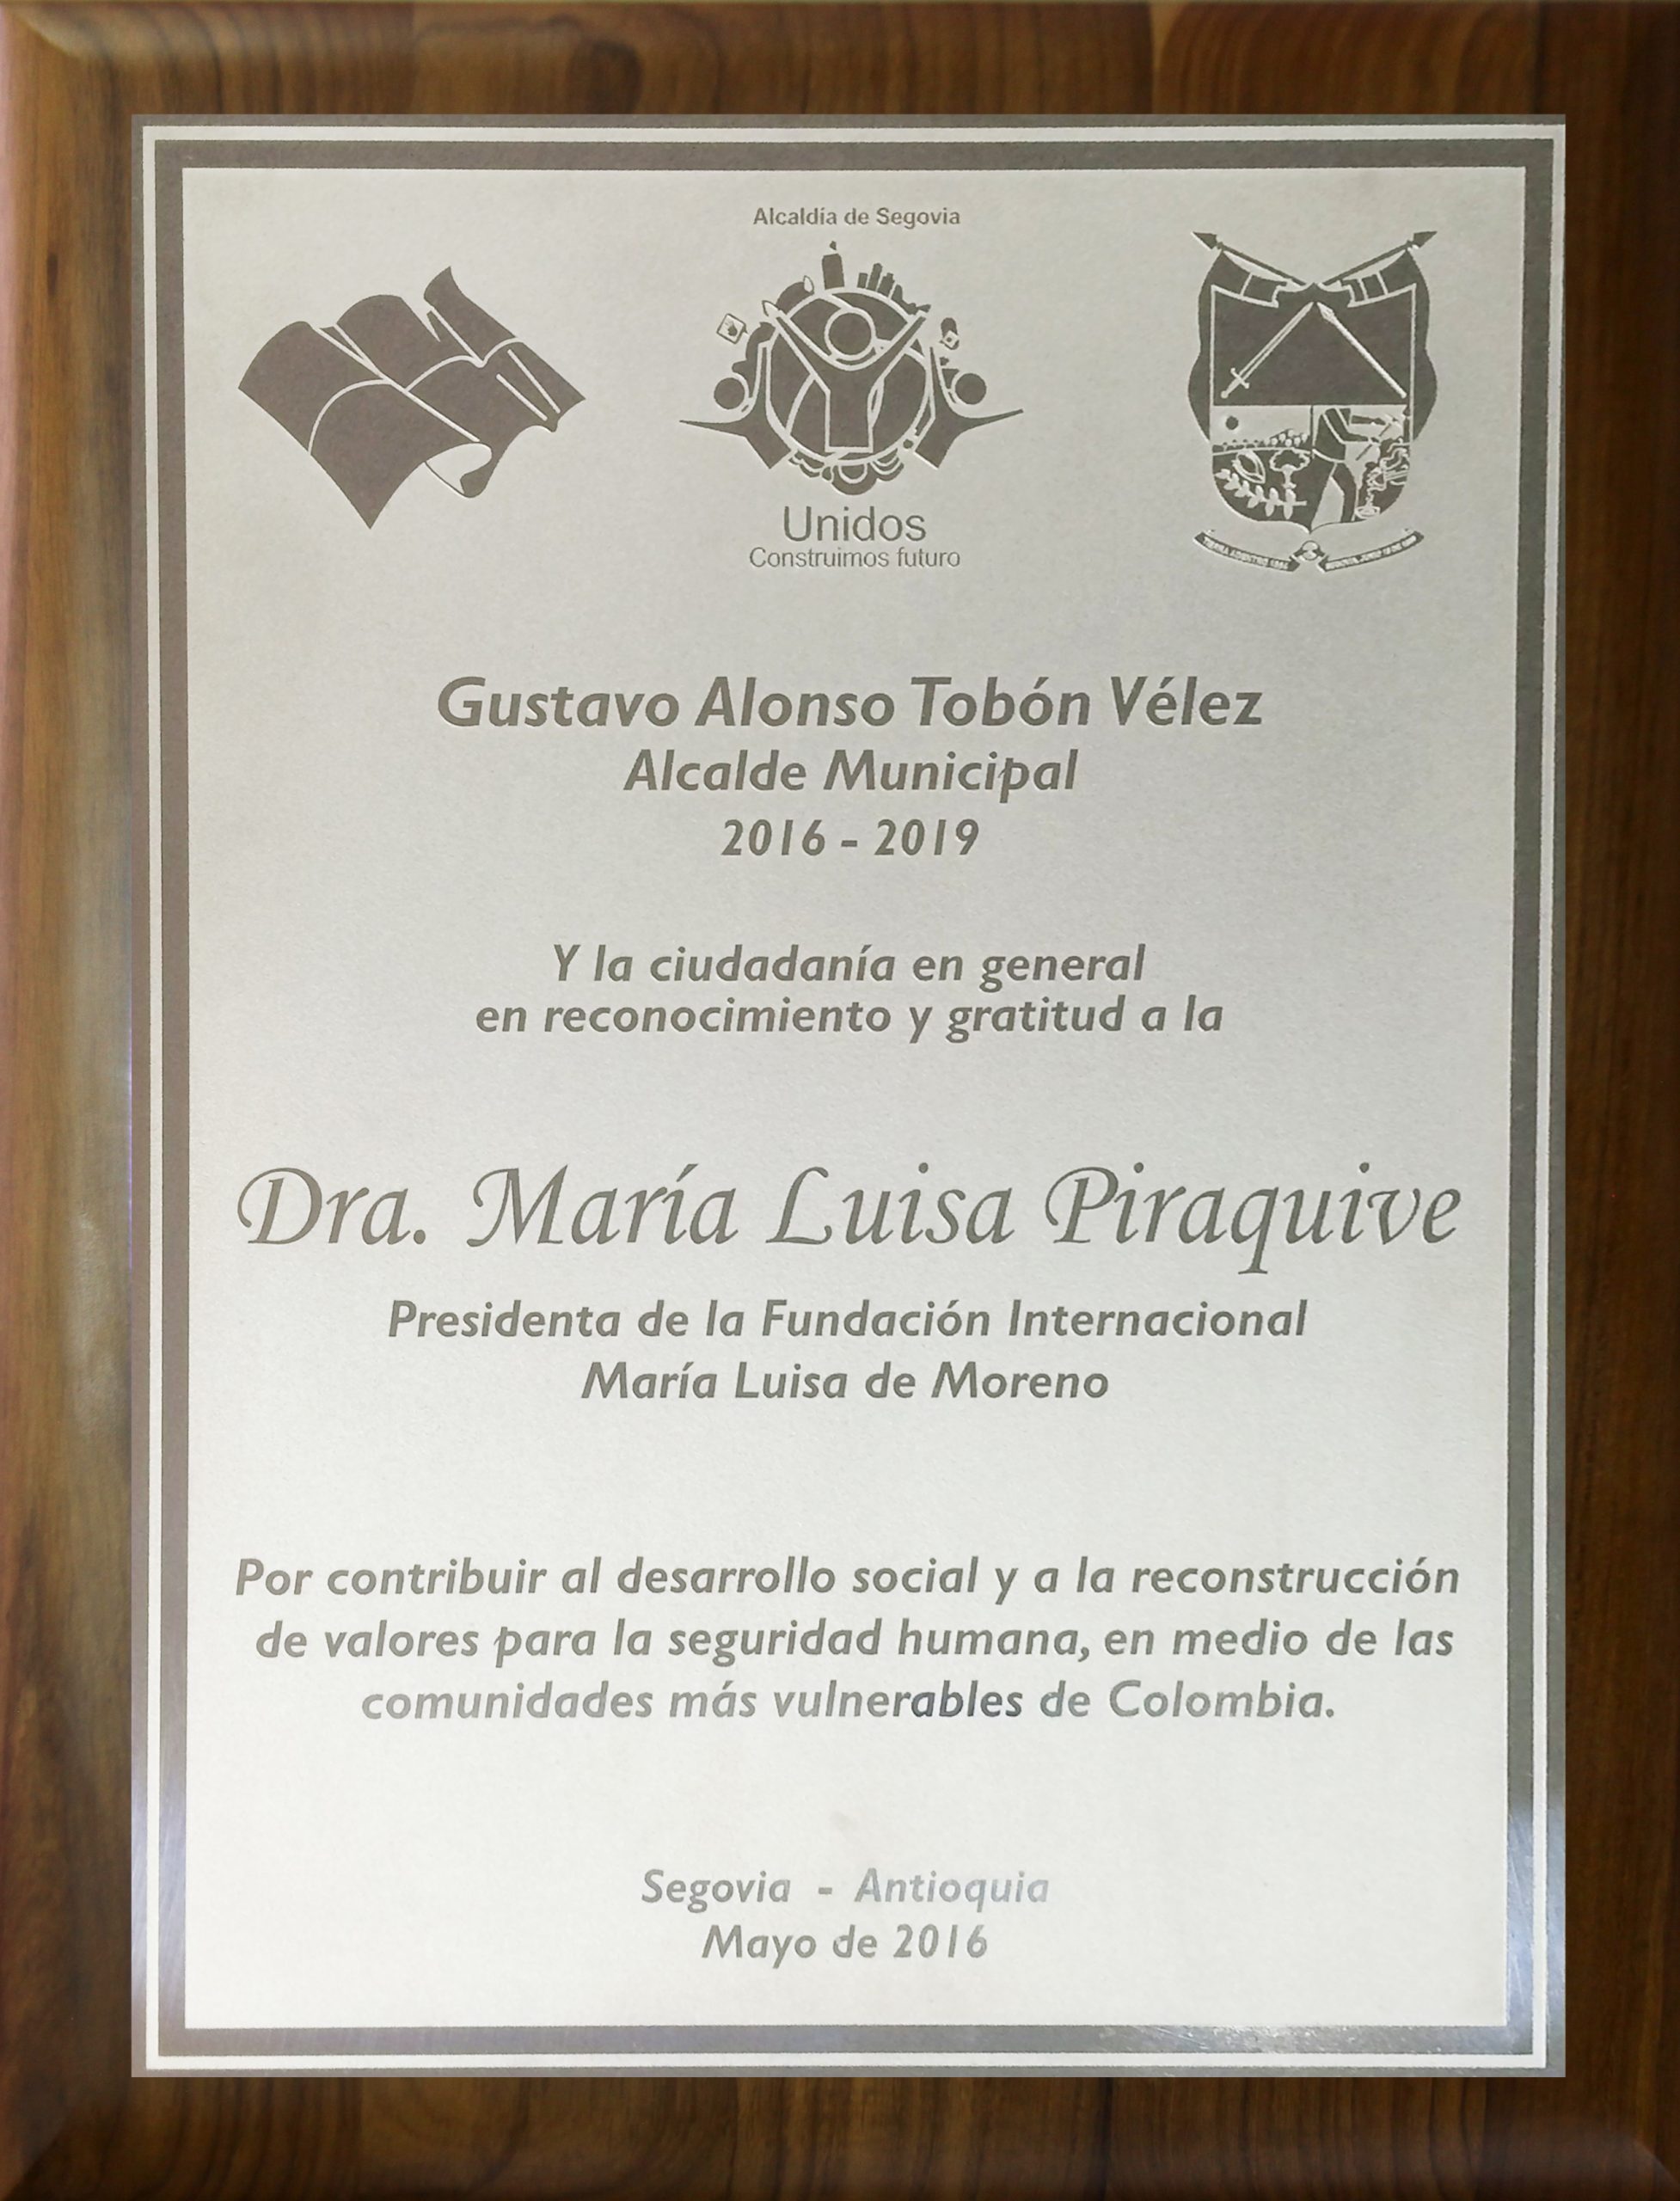 Alcaldía de Segovia
Unidos
Construimos futuro
Gustavo Alonso Tobón Vélez
Alcalde Municipal
2016 - 2019
Y la ciudadanía en general
en reconocimiento y gratitud a la
Dra. María Luisa Piraquive
Presidenta de la Fundación Internacional
María Luisa de Moreno
Por contribuir al desarrollo social y a la reconstrucción
de valores para la seguridad humana, en medio de las
comunidades más vulnerables de Colombia.
Segovia - Antioquia
Mayo de 2016